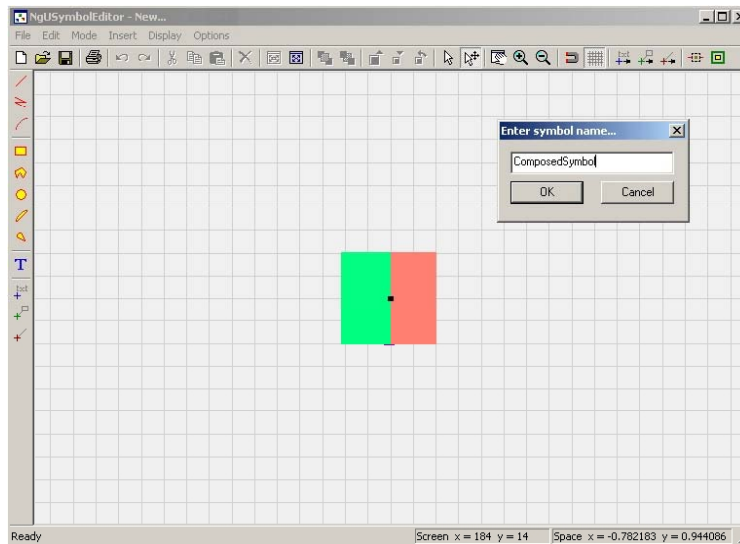 NgUSymbolEditor - New...
File Edit Mode Insert Display Options
Enter symbol name...
ComposedSymbol
OK Cancel
T
txt
Ready Screen x = 184 y = 14 Space x = -0.782183 y = 0.944086